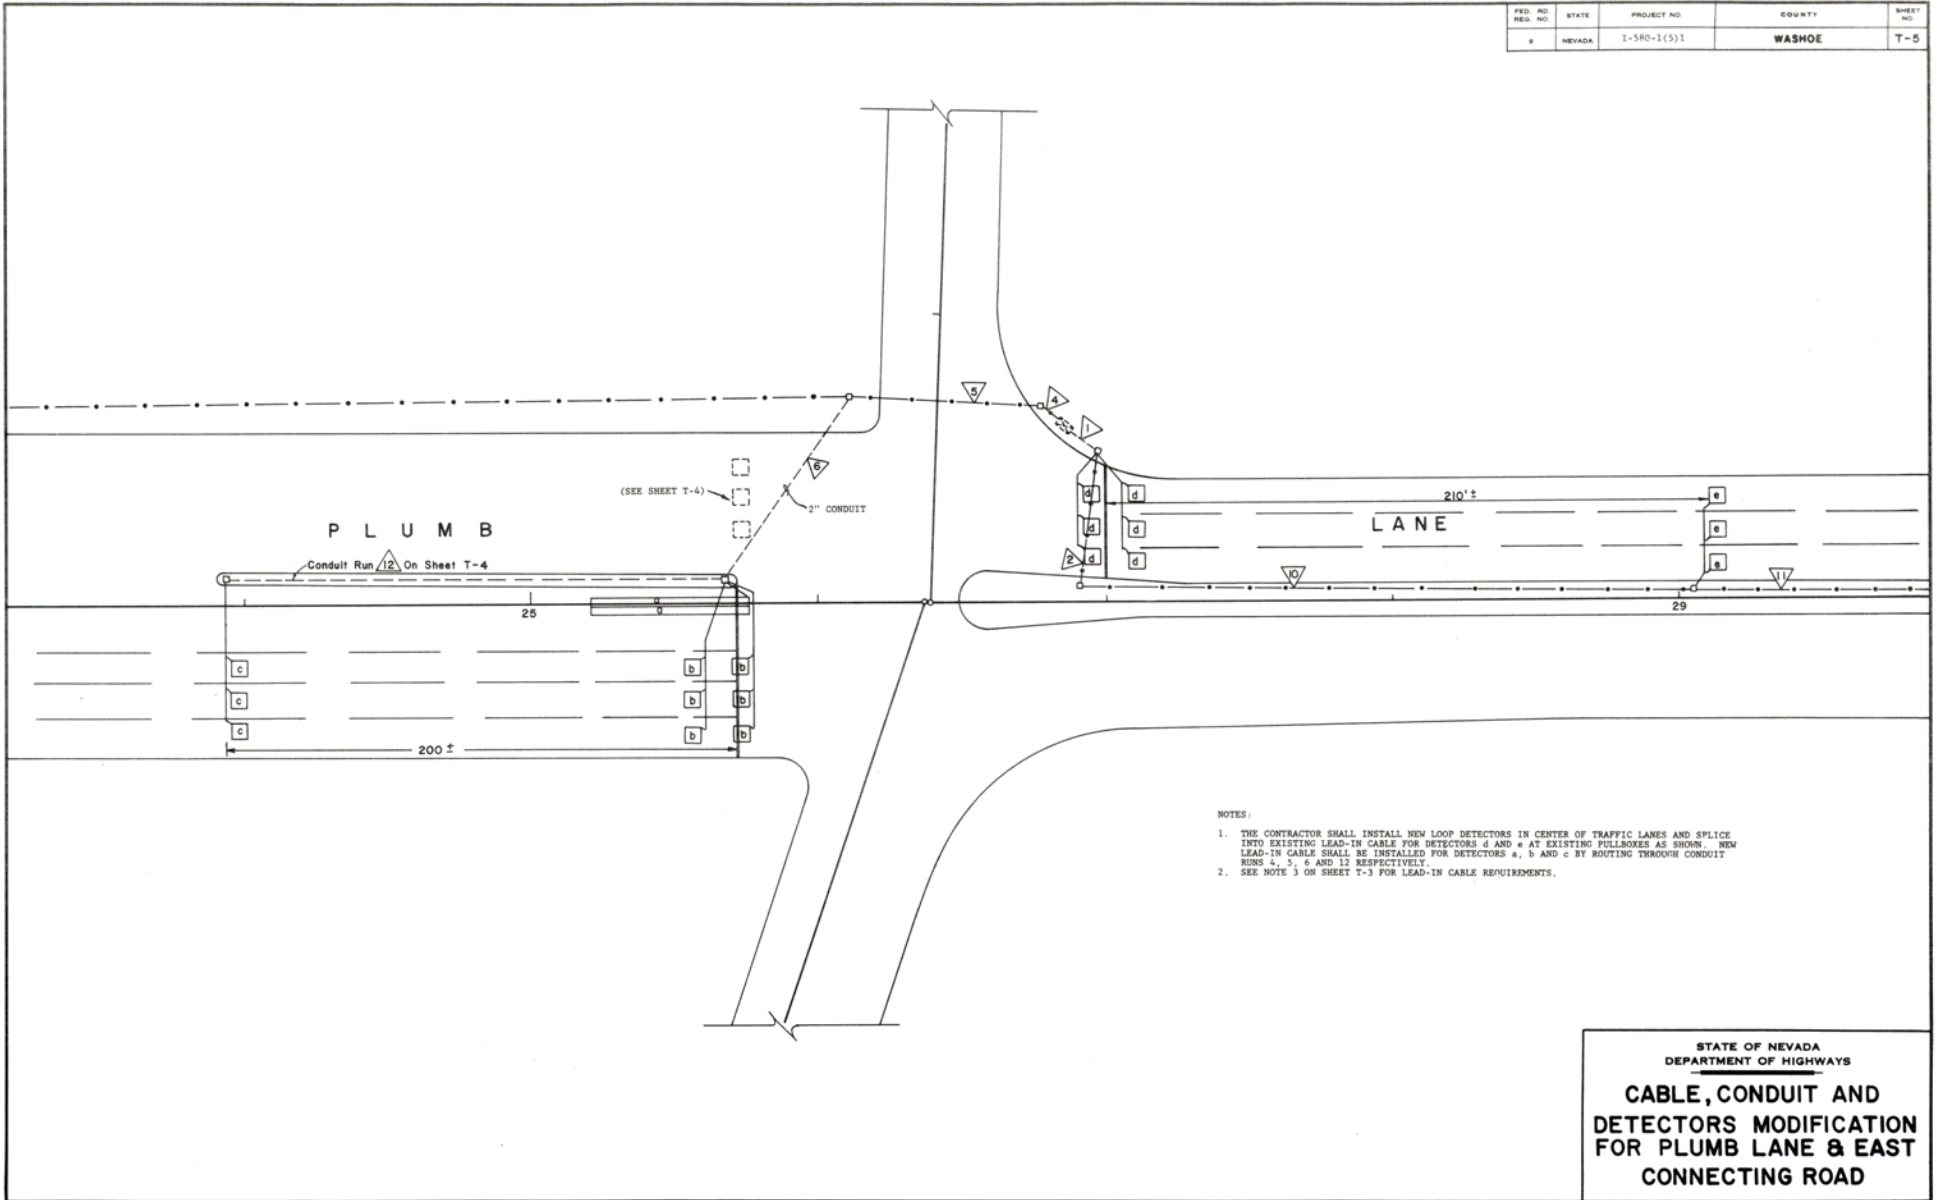 FED. RD. REG. NO. STATE PROJECT NO. COUNTY SHEET NO.
NEVADA I-580-1(5)1 WASHOE T-5
5
4
1
6
(SEE SHEET T-4)
2" CONDUIT
d d
210' ±
e
P L U M B
LANE
d d
e
Conduit Run 12 On Sheet T-4
2 d d
e
10
11
a
a
25
29
c b b
c b b
c b b
200 ±
NOTES:
1. THE CONTRACTOR SHALL INSTALL NEW LOOP DETECTORS IN CENTER OF TRAFFIC LANES AND SPLICE
INTO EXISTING LEAD-IN CABLE FOR DETECTORS d AND e AT EXISTING PULLBOXES AS SHOWN. NEW
LEAD-IN CABLE SHALL BE INSTALLED FOR DETECTORS a, b AND c BY ROUTING THROUGH CONDUIT
RUNS 4, 5, 6 AND 12 RESPECTIVELY.
2. SEE NOTE 3 ON SHEET T-3 FOR LEAD-IN CABLE REQUIREMENTS.
STATE OF NEVADA
DEPARTMENT OF HIGHWAYS
CABLE, CONDUIT AND
DETECTORS MODIFICATION
FOR PLUMB LANE & EAST
CONNECTING ROAD